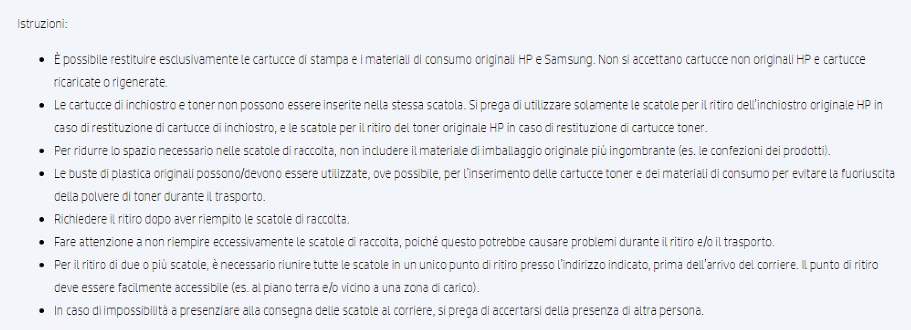 Istruzioni:
• È possibile restituire esclusivamente le cartucce di stampa e i materiali di consumo originali HP e Samsung. Non si accettano cartucce non originali HP e cartucce
ricaricate o rigenerate.
• Le cartucce di inchiostro e toner non possono essere inserite nella stessa scatola. Si prega di utilizzare solamente le scatole per il ritiro dell'inchiostro originale HP in
caso di restituzione di cartucce di inchiostro, e le scatole per il ritiro del toner originale HP in caso di restituzione di cartucce toner.
• Per ridurre lo spazio necessario nelle scatole di raccolta, non includere il materiale di imballaggio originale più ingombrante (es. le confezioni dei prodotti).
• Le buste di plastica originali possono/devono essere utilizzate, ove possibile, per l'inserimento delle cartucce toner e dei materiali di consumo per evitare la fuoriuscita
della polvere di toner durante il trasporto.
• Richiedere il ritiro dopo aver riempito le scatole di raccolta.
• Fare attenzione a non riempire eccessivamente le scatole di raccolta, poiché questo potrebbe causare problemi durante il ritiro e/o il trasporto.
• Per il ritiro di due o più scatole, è necessario riunire tutte le scatole in un unico punto di ritiro presso l'indirizzo indicato, prima dell'arrivo del corriere. Il punto di ritiro
deve essere facilmente accessibile (es. al piano terra e/o vicino a una zona di carico).
• In caso di impossibilità a presenziare alla consegna delle scatole al corriere, si prega di accertarsi della presenza di altra persona.